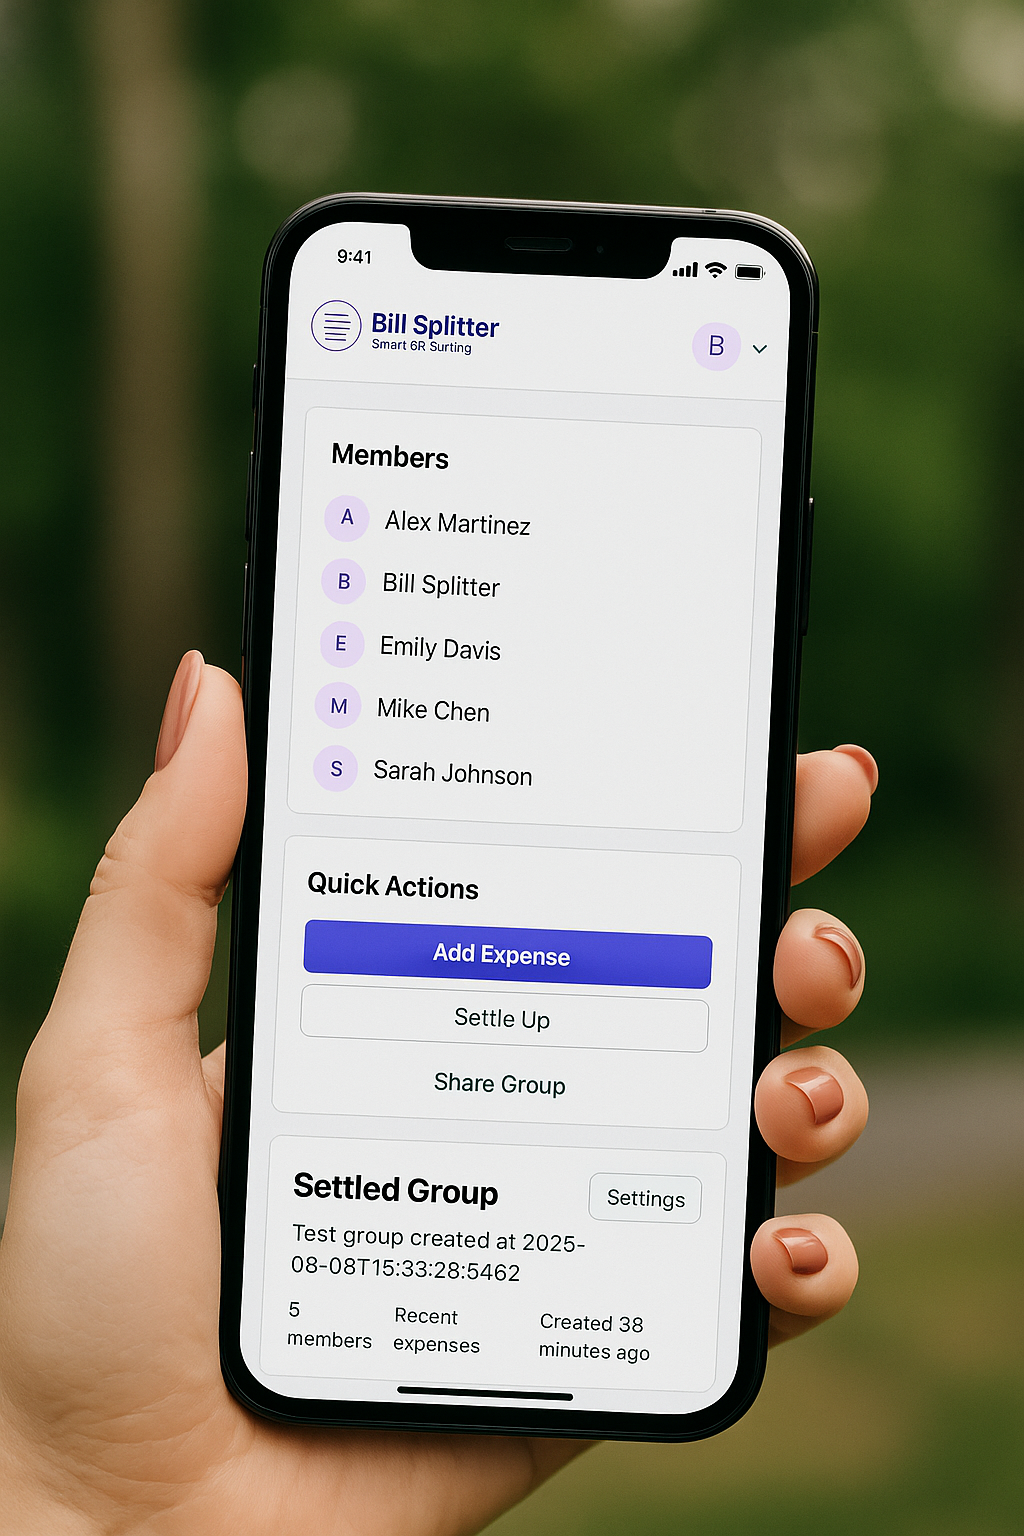 9:41
Bill Splitter
Smart 6R Surting
B
Members
A Alex Martinez
B Bill Splitter
E Emily Davis
M Mike Chen
S Sarah Johnson
Quick Actions
Add Expense
Settle Up
Share Group
Settled Group
Settings
Test group created at 2025-
08-08T15:33:28:5462
5
members
Recent
expenses
Created 38
minutes ago